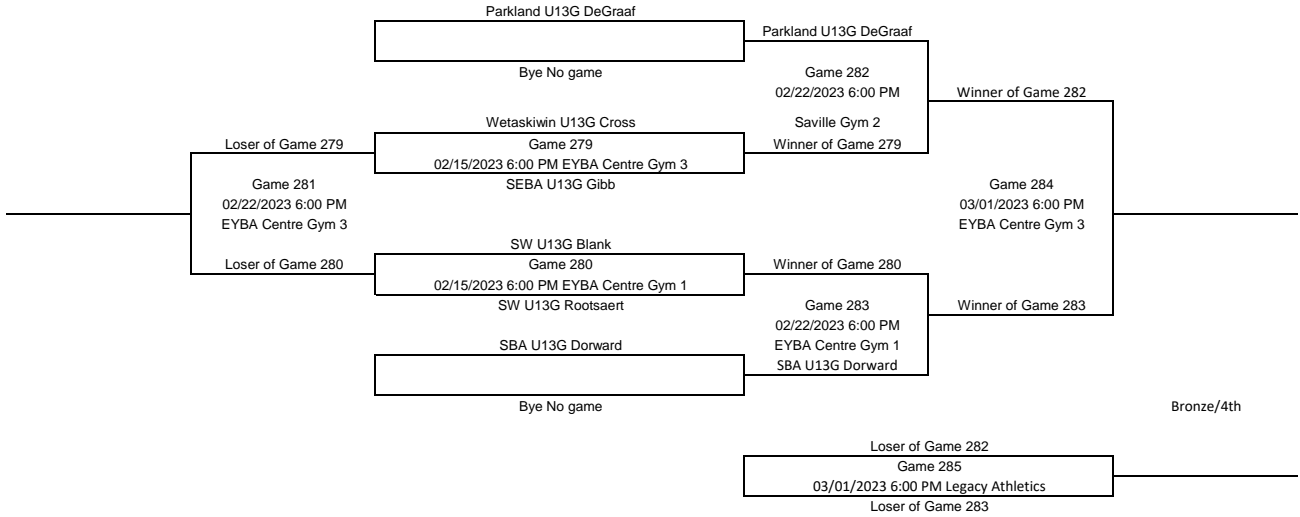 Parkland U13G DeGraaf
Parkland U13G DeGraaf
Bye No game
Game 282
02/22/2023 6:00 PM
Winner of Game 282
Wetaskiwin U13G Cross
Saville Gym 2
Loser of Game 279
Game 279
Winner of Game 279
02/15/2023 6:00 PM EYBA Centre Gym 3
Game 281
SEBA U13G Gibb
Game 284
02/22/2023 6:00 PM
03/01/2023 6:00 PM
EYBA Centre Gym 3
EYBA Centre Gym 3
SW U13G Blank
Loser of Game 280
Game 280
Winner of Game 280
02/15/2023 6:00 PM EYBA Centre Gym 1
SW U13G Rootsaert
Game 283
Winner of Game 283
02/22/2023 6:00 PM
SBA U13G Dorward
EYBA Centre Gym 1
SBA U13G Dorward
Bye No game
Bronze/4th
Loser of Game 282
Game 285
03/01/2023 6:00 PM Legacy Athletics
Loser of Game 283